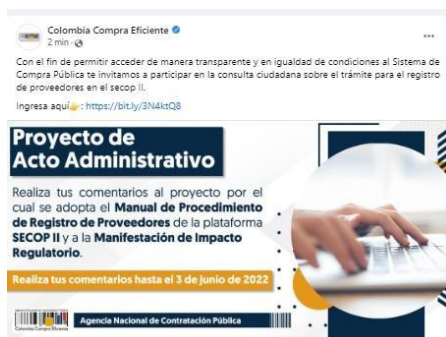 Colombia Compra Eficiente
2 min ·
Con el fin de permitir acceder de manera transparente y en igualdad de condiciones al Sistema de
Compra Pública te invitamos a participar en la consulta ciudadana sobre el trámite para el registro
de proveedores en el secop II.
Ingresa aquí👉: https://bit.ly/3N4ktQ8
Proyecto de
Acto Administrativo
Realiza tus comentarios al proyecto por el
cual se adopta el Manual de Procedimiento
de Registro de Proveedores de la plataforma
SECOP II y a la Manifestación de Impacto
Regulatorio.
Realiza tus comentarios hasta el 3 de junio de 2022
Colombia Compra Eficiente
Agencia Nacional de Contratación Pública